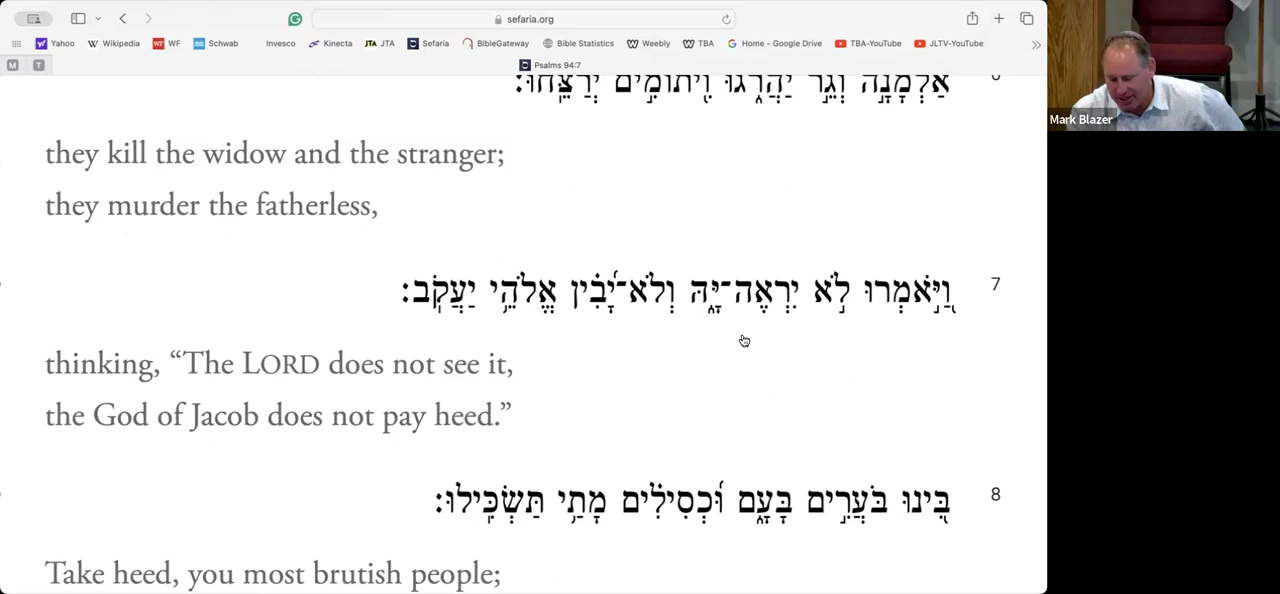 sefaria.org
Yahoo Wikipedia WF Schwab Invesco Kinecta JTA Sefaria BibleGateway Bible Statistics Weebly TBA Home - Google Drive TBA-YouTube JLTV-YouTube
M T Psalms 94:7
אַלְמָנָ֣ה וְגֵ֣ר יַהֲרֹ֑גוּ וִ֖יתוֹמִ֣ים יְרַצֵּֽחוּ׃
they kill the widow and the stranger;
they murder the fatherless,
וַ֭יֹּ֣אמְרוּ לֹ֣א יִרְאֶה־יָּ֑הּ וְלֹא־יָ֝בִ֗ין אֱלֹהֵ֥י יַעֲקֹֽב׃ 7
thinking, “The LORD does not see it,
the God of Jacob does not pay heed.”
בִּ֭ינוּ בֹּעֲרִ֣ים בָּעָ֑ם וּ֝כְסִילִ֗ים מָתַ֥י תַּשְׂכִּֽילוּ׃ 8
Take heed, you most brutish people;
Mark Blazer